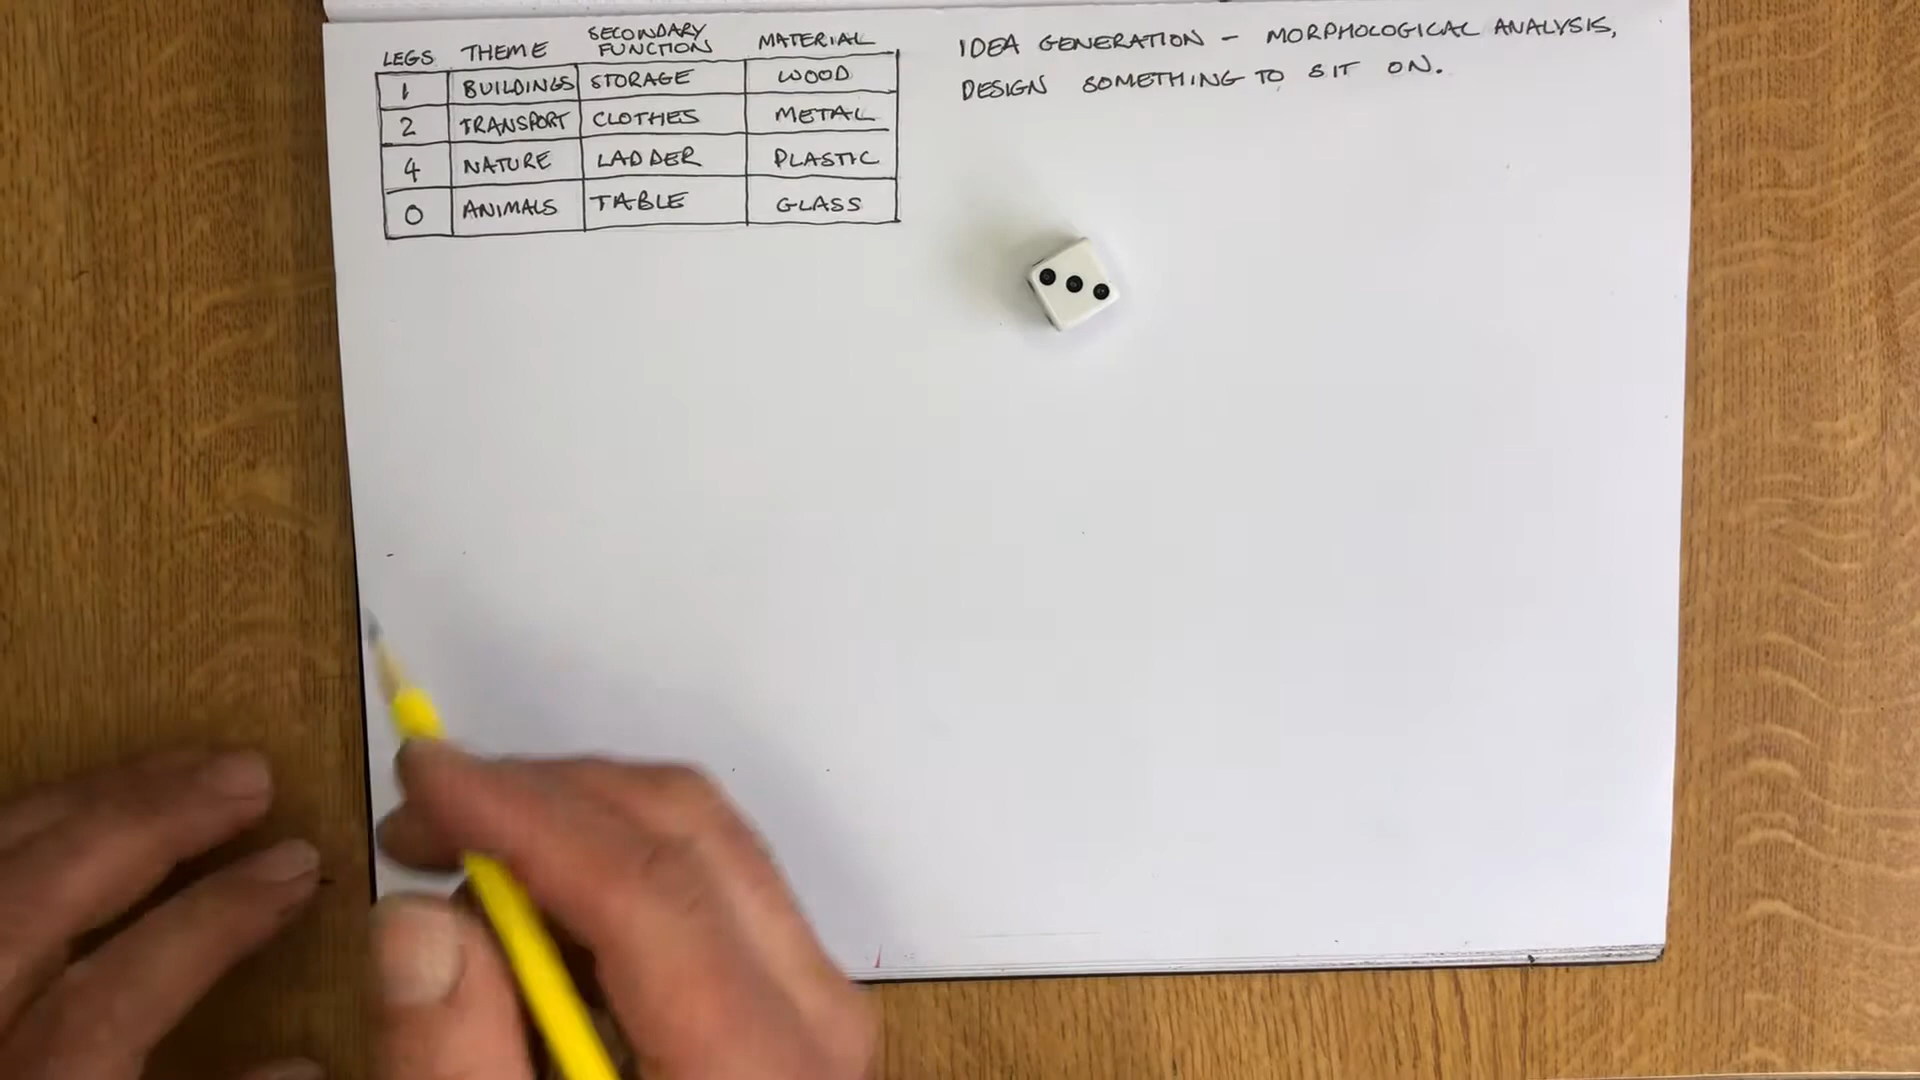 LEGS THEME SECONDARY FUNCTION MATERIAL
1 BUILDINGS STORAGE WOOD
2 TRANSPORT CLOTHES METAL
4 NATURE LADDER PLASTIC
0 ANIMALS TABLE GLASS
IDEA GENERATION - MORPHOLOGICAL ANALYSIS,
DESIGN SOMETHING TO SIT ON.